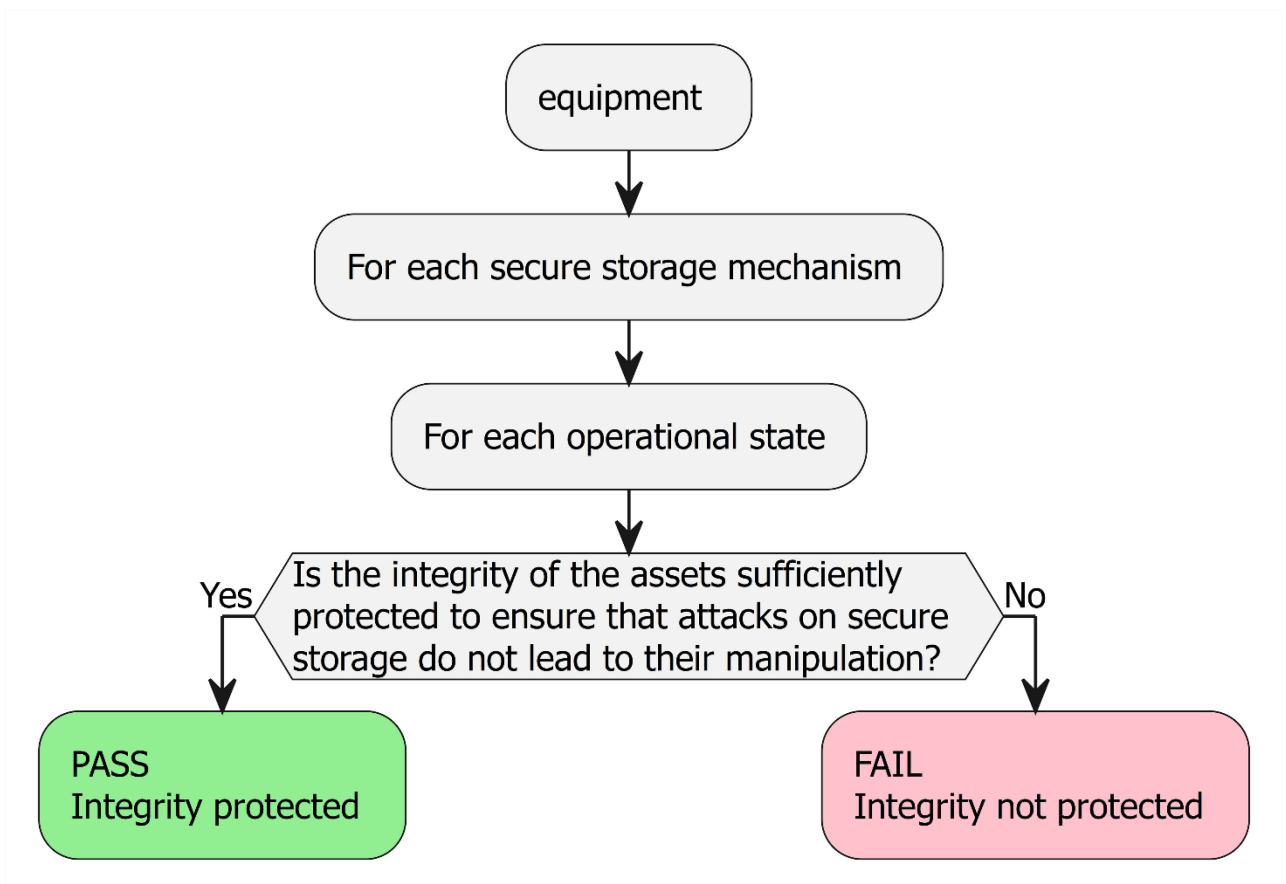 equipment
For each secure storage mechanism
For each operational state
Is the integrity of the assets sufficiently
protected to ensure that attacks on secure
storage do not lead to their manipulation?
Yes
No
PASS
Integrity protected
FAIL
Integrity not protected